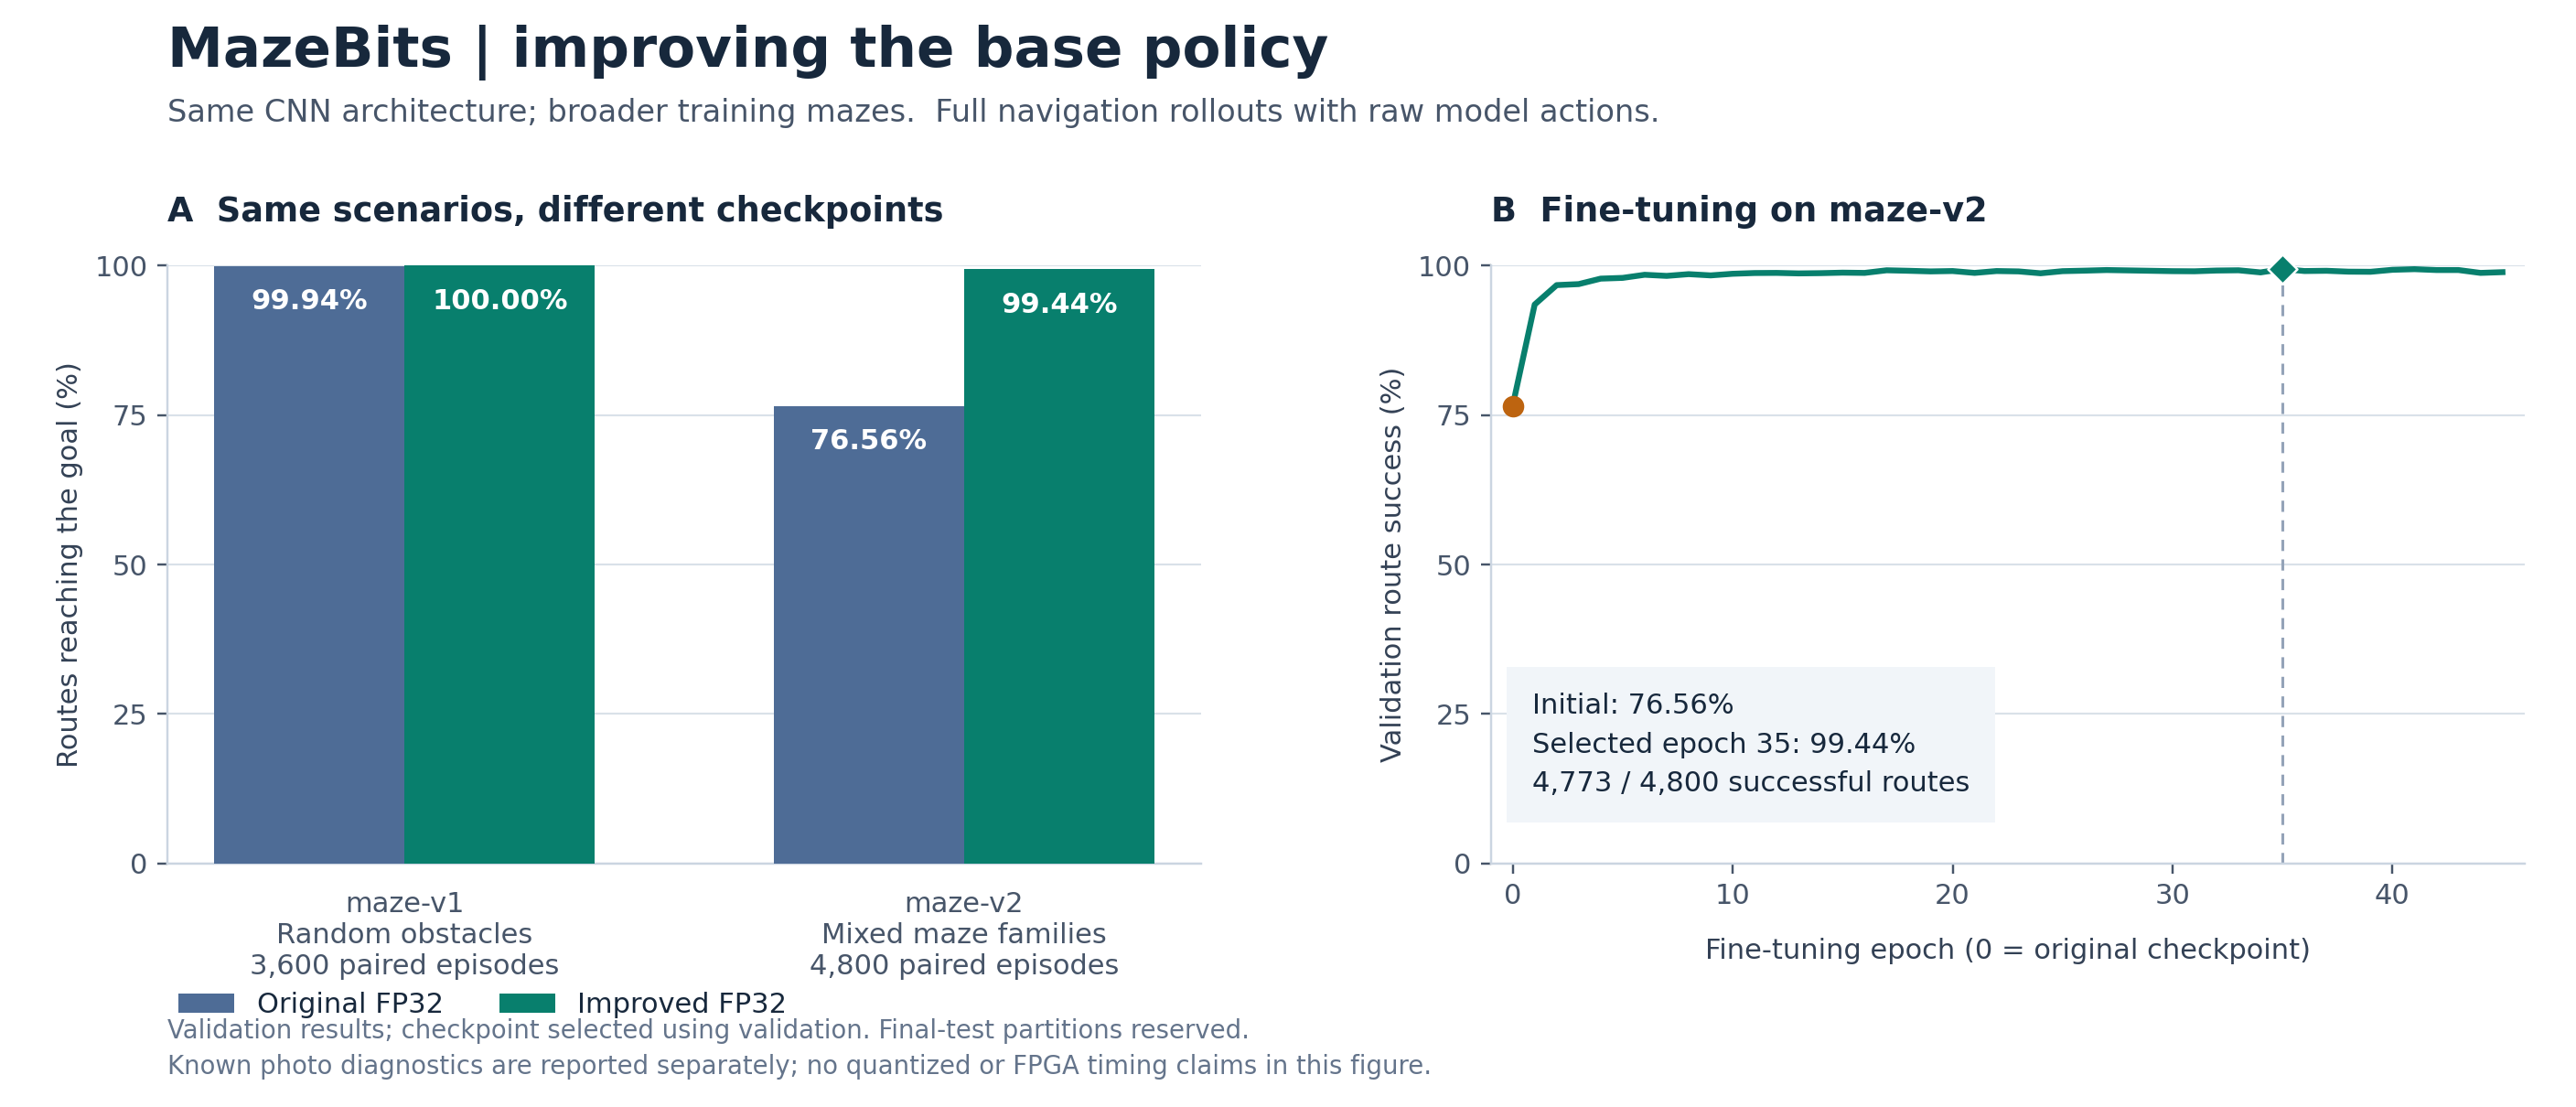 MazeBits | improving the base policy
Same CNN architecture; broader training mazes.  Full navigation rollouts with raw model actions.
A  Same scenarios, different checkpoints
Routes reaching the goal (%)
100
75
50
25
0
99.94%
100.00%
76.56%
99.44%
maze-v1
Random obstacles
3,600 paired episodes
maze-v2
Mixed maze families
4,800 paired episodes
Original FP32
Improved FP32
B  Fine-tuning on maze-v2
Validation route success (%)
100
75
50
25
0
Initial: 76.56%
Selected epoch 35: 99.44%
4,773 / 4,800 successful routes
0
10
20
30
40
Fine-tuning epoch (0 = original checkpoint)
Validation results; checkpoint selected using validation. Final-test partitions reserved.
Known photo diagnostics are reported separately; no quantized or FPGA timing claims in this figure.